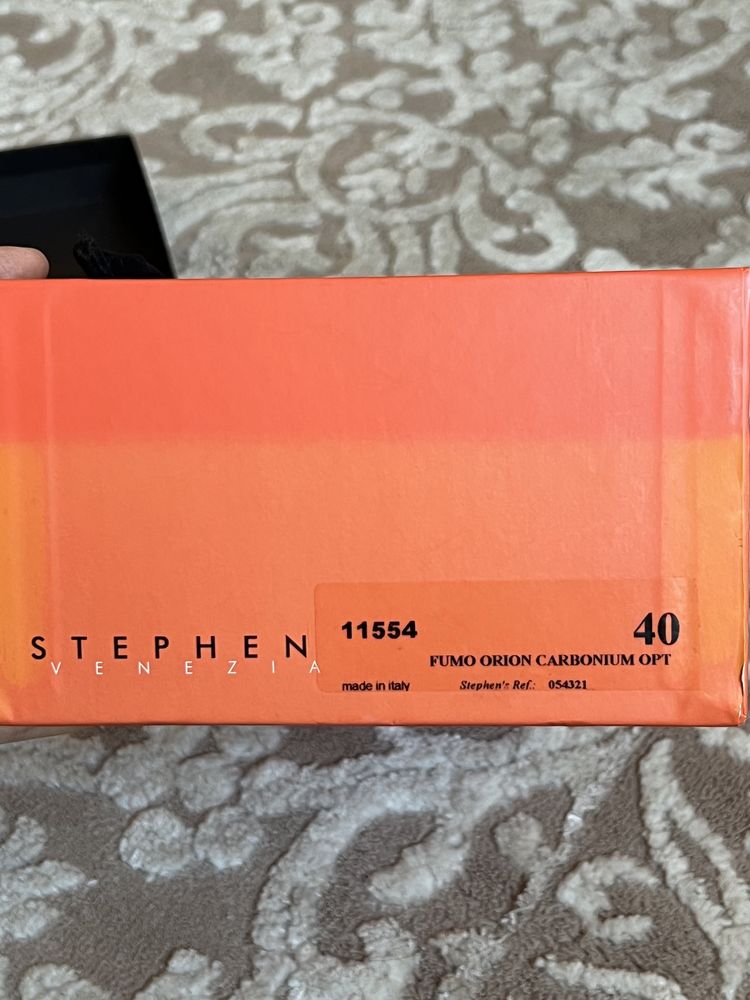 STEPHEN
VENEZIA
11554
40
FUMO ORION CARBONIUM OPT
made in italy
Stephen's Ref.: 054321